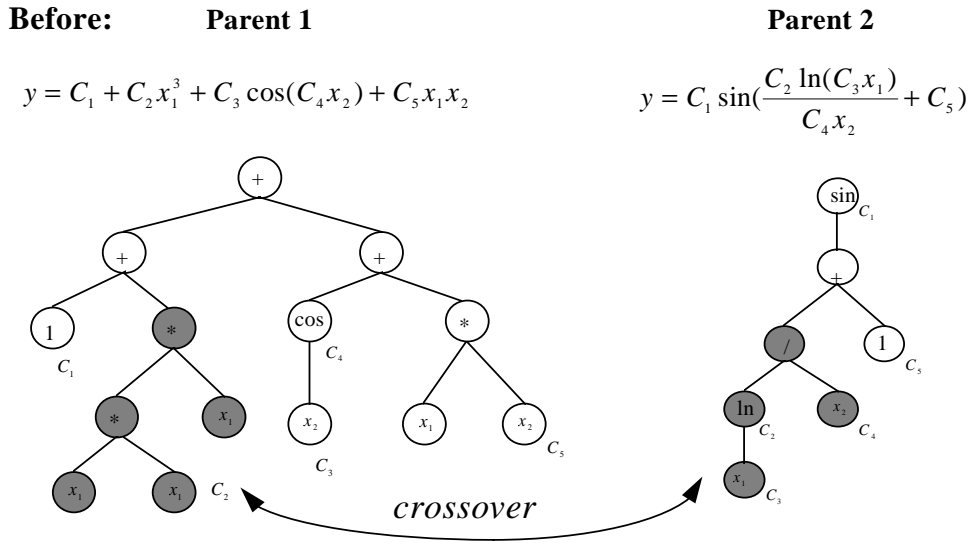 Before: Parent 1 Parent 2
y = C₁ + C₂x₁³ + C₃ cos(C₄x₂) + C₅x₁x₂
y = C₁ sin(C₂ ln(C₃x₁) / C₄x₂ + C₅)
+
sin C₁
+ +
+
1 C₁ * cos C₄ *
/ 1 C₅
* x₁ x₂ C₃ x₁ x₂ C₅
ln C₂ x₂ C₄
x₁ x₁ C₂
x₁ C₃
crossover